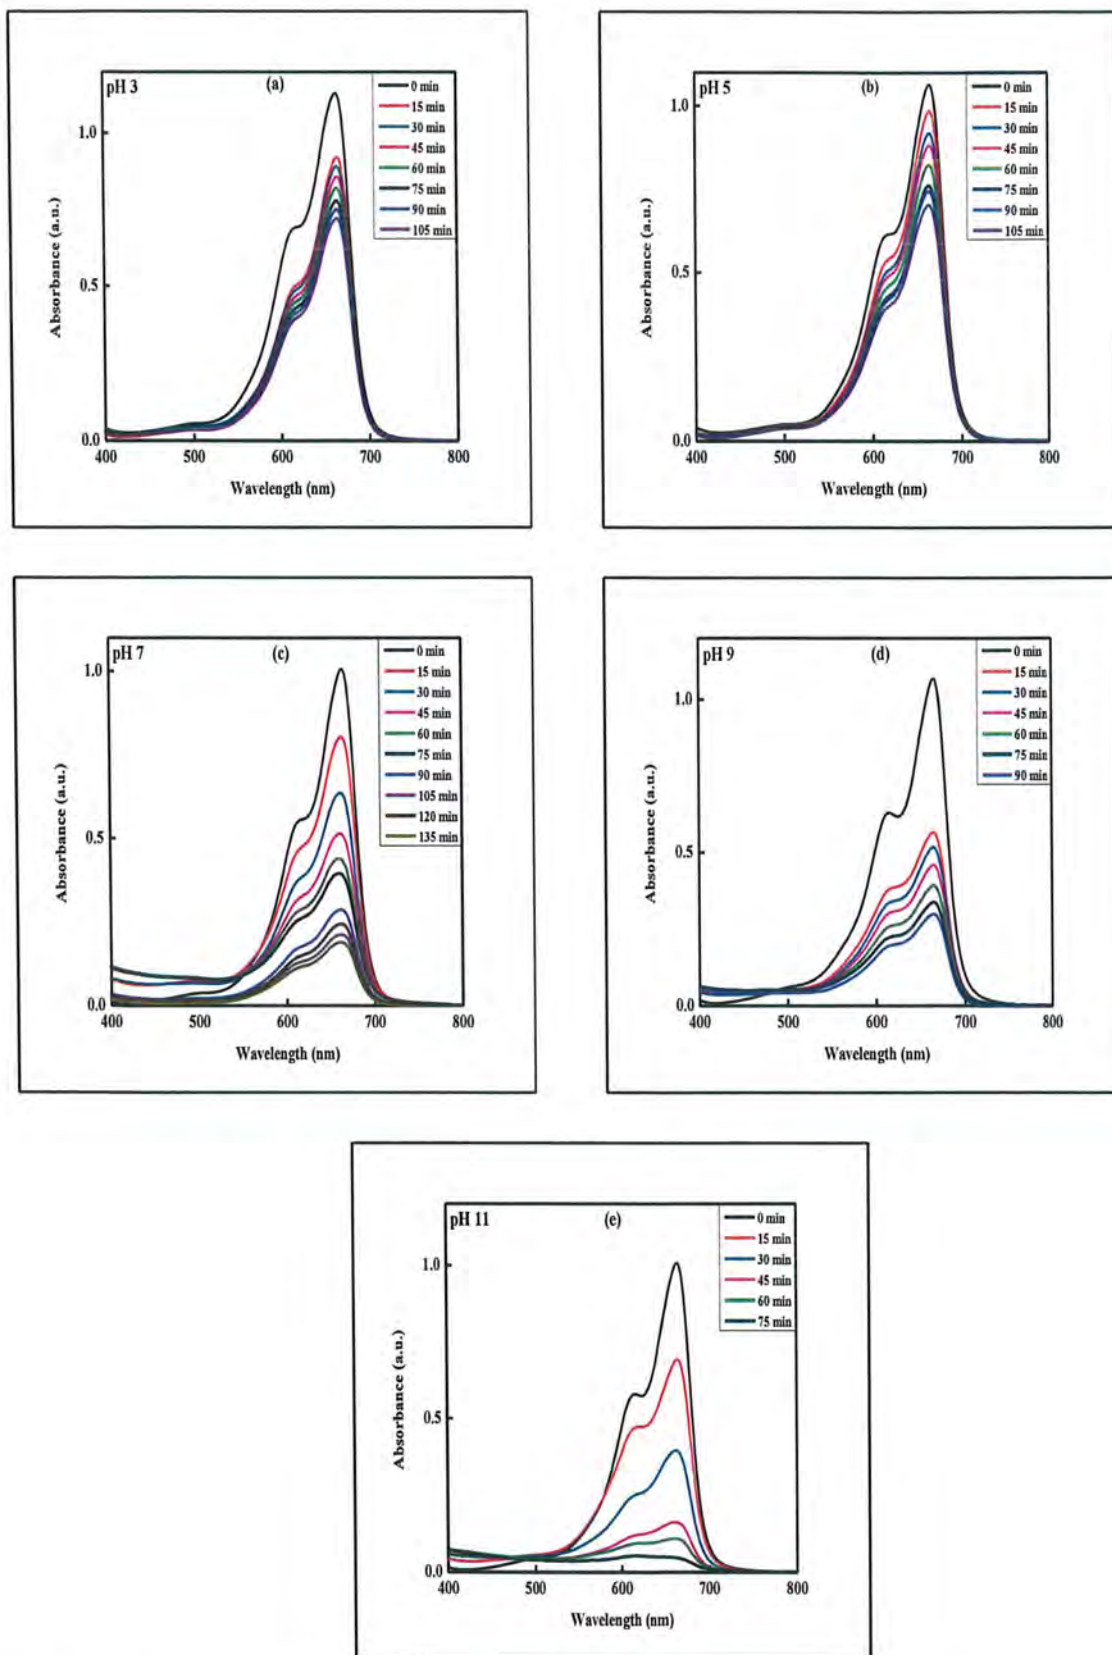 pH 3
(a)
0 min
15 min
30 min
45 min
60 min
75 min
90 min
105 min
1.0
0.5
0.0
400
500
600
700
800
Absorbance (a.u.)
Wavelength (nm)
pH 5
(b)
0 min
15 min
30 min
45 min
60 min
75 min
90 min
105 min
1.0
0.5
0.0
400
500
600
700
800
Absorbance (a.u.)
Wavelength (nm)
pH 7
(c)
0 min
15 min
30 min
45 min
60 min
75 min
90 min
105 min
120 min
135 min
1.0
0.5
0.0
400
500
600
700
800
Absorbance (a.u.)
Wavelength (nm)
pH 9
(d)
0 min
15 min
30 min
45 min
60 min
75 min
90 min
1.0
0.5
0.0
400
500
600
700
800
Absorbance (a.u.)
Wavelength (nm)
pH 11
(e)
0 min
15 min
30 min
45 min
60 min
75 min
1.0
0.5
0.0
400
500
600
700
800
Absorbance (a.u.)
Wavelength (nm)